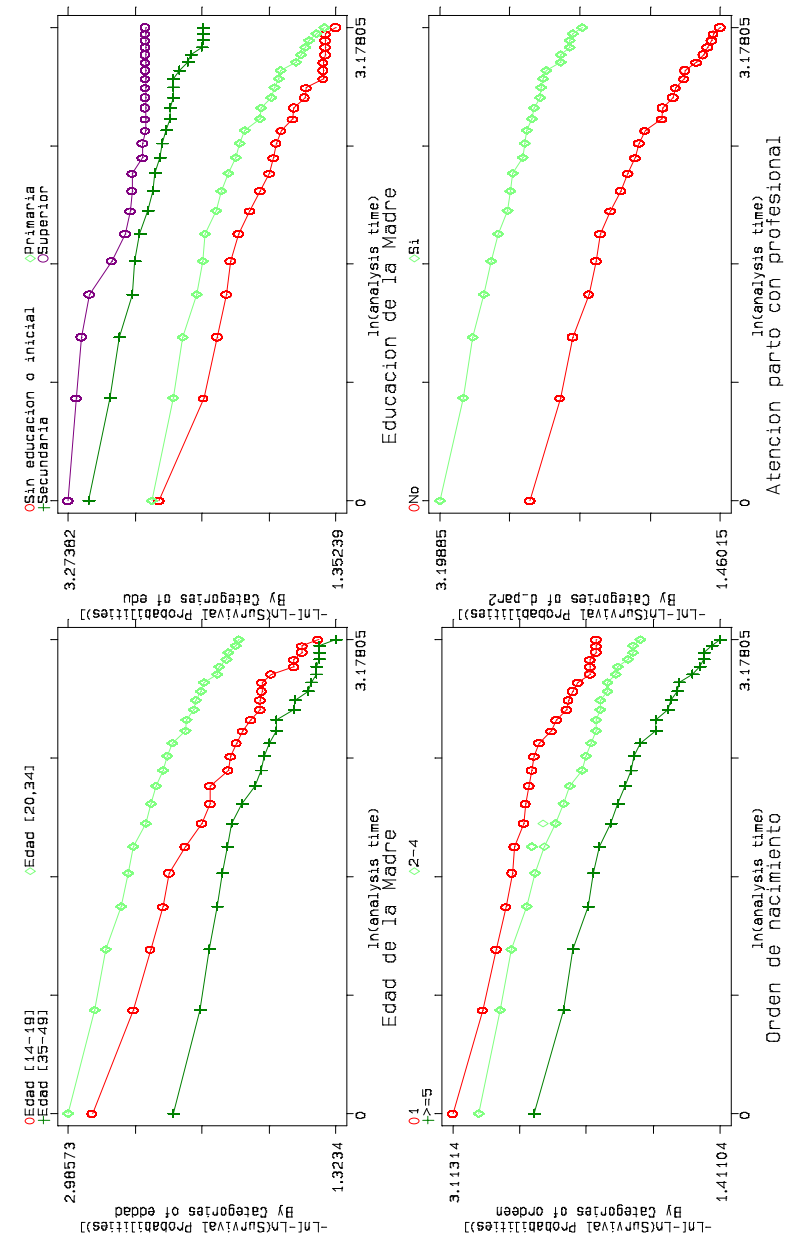 ○Edad [14-19] ◇Edad [20,34]
+Edad [35-49]
-Ln[-Ln(Survival Probabilities)]
By Categories of eddad
2.98573
1.3234
0 3.17805
ln(analysis time)
Edad de la Madre
○Sin educacion o inicial ◇Primaria
+Secundaria ○Superior
-Ln[-Ln(Survival Probabilities)]
By Categories of edu
3.27382
1.35239
0 3.17805
ln(analysis time)
Educacion de la Madre
○1 ◇2-4
+>=5
-Ln[-Ln(Survival Probabilities)]
By Categories of ordeen
3.11314
1.41104
0 3.17805
ln(analysis time)
Orden de nacimiento
○No ◇Si
-Ln[-Ln(Survival Probabilities)]
By Categories of d_par2
3.19885
1.46015
0 3.17805
ln(analysis time)
Atencion parto con profesional